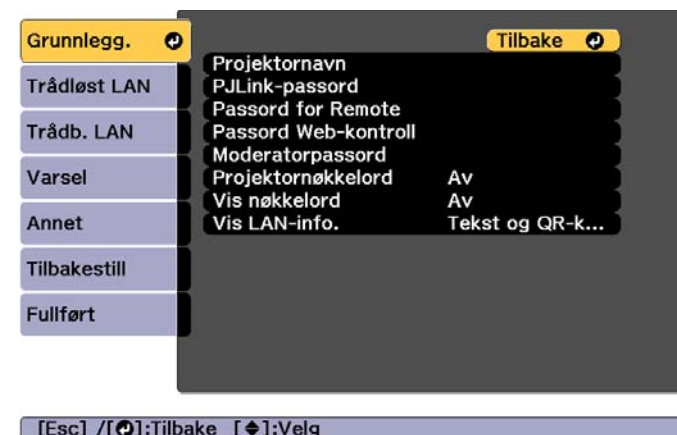 Grunnlegg.
Tilbake
Projektornavn
PJLink-passord
Passord for Remote
Passord Web-kontroll
Moderatorpassord
Projektornøkkelord Av
Vis nøkkelord Av
Vis LAN-info. Tekst og QR-k...
Trådløst LAN
Trådb. LAN
Varsel
Annet
Tilbakestill
Fullført
[Esc] /[ ]:Tilbake [ ]:Velg